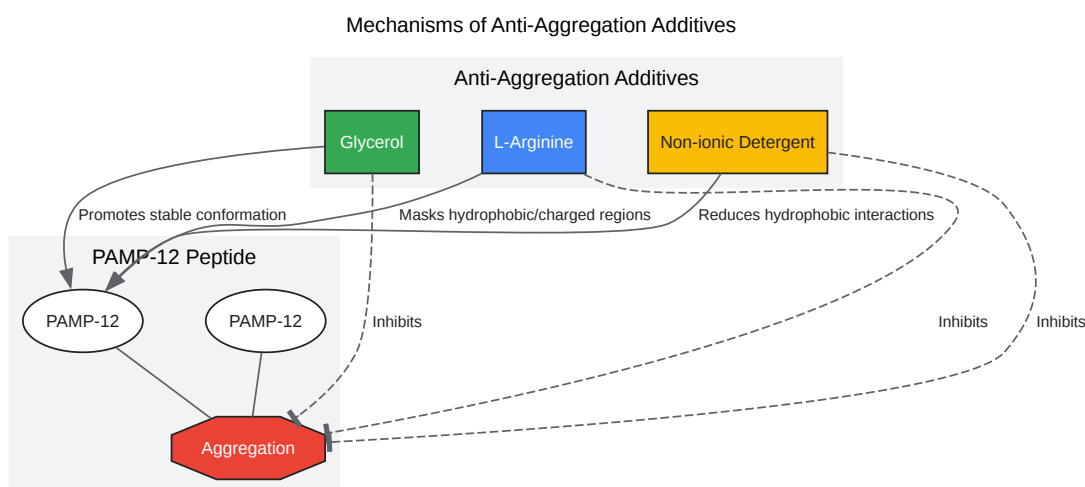 Mechanisms of Anti-Aggregation Additives
Anti-Aggregation Additives
Glycerol
L-Arginine
Non-ionic Detergent
Promotes stable conformation
Masks hydrophobic/charged regions
Reduces hydrophobic interactions
PAMP-12 Peptide
PAMP-12
PAMP-12
Inhibits
Inhibits
Inhibits
Aggregation